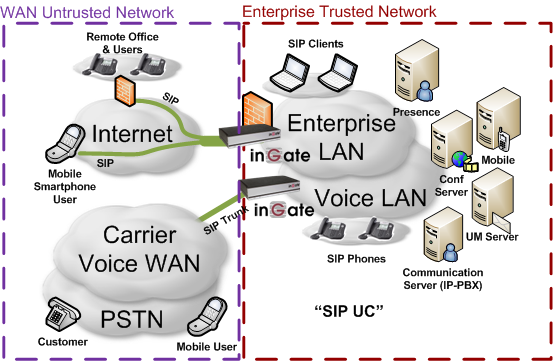 WAN Untrusted Network
Enterprise Trusted Network
Remote Office
& Users
SIP
Internet
SIP
Mobile
Smartphone
User
SIP Clients
Presence
Enterprise
LAN
inGate
Mobile
Conf
Server
Voice LAN
inGate
SIP Trunk
UM Server
SIP Phones
Communication
Server (IP-PBX)
Carrier
Voice WAN
PSTN
Customer
Mobile User
“SIP UC”